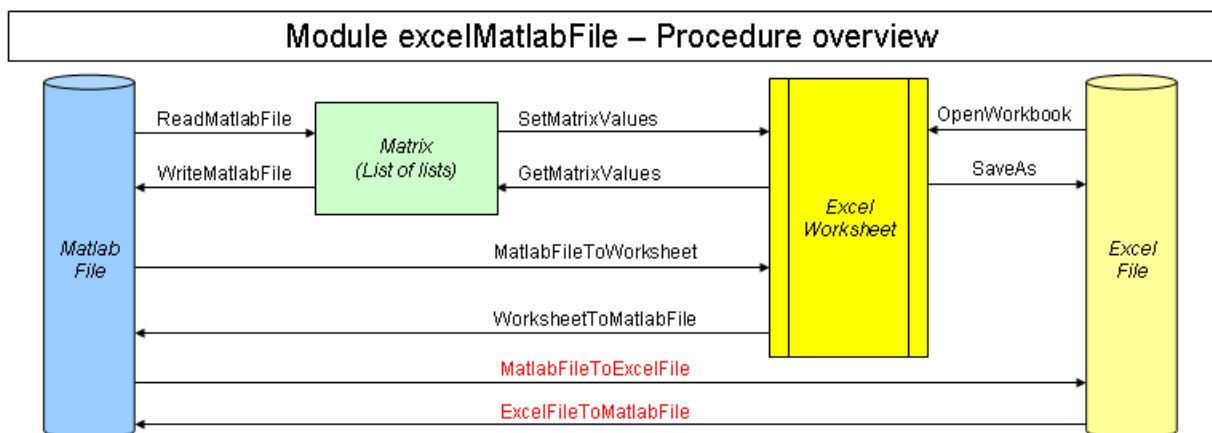 Module excelMatlabFile – Procedure overview
ReadMatlabFile
SetMatrixValues
OpenWorkbook
Matrix
(List of lists)
WriteMatlabFile
GetMatrixValues
SaveAs
Excel
Worksheet
Matlab
File
MatlabFileToWorksheet
Excel
File
WorksheetToMatlabFile
MatlabFileToExcelFile
ExcelFileToMatlabFile